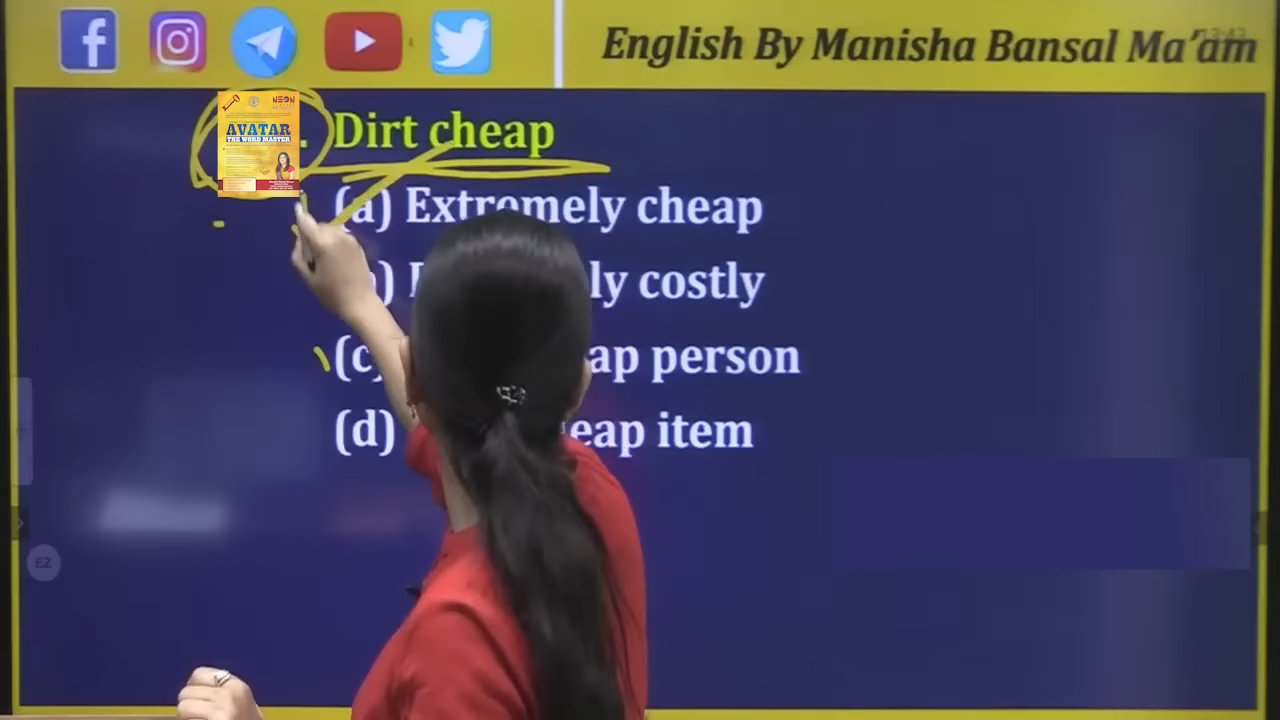 English By Manisha Bansal Ma'am
NEON
AVATAR
THE WORD MASTER
. Dirt cheap
(a) Extremely cheap
ly costly
(c) ap person
(d) eap item
EZ